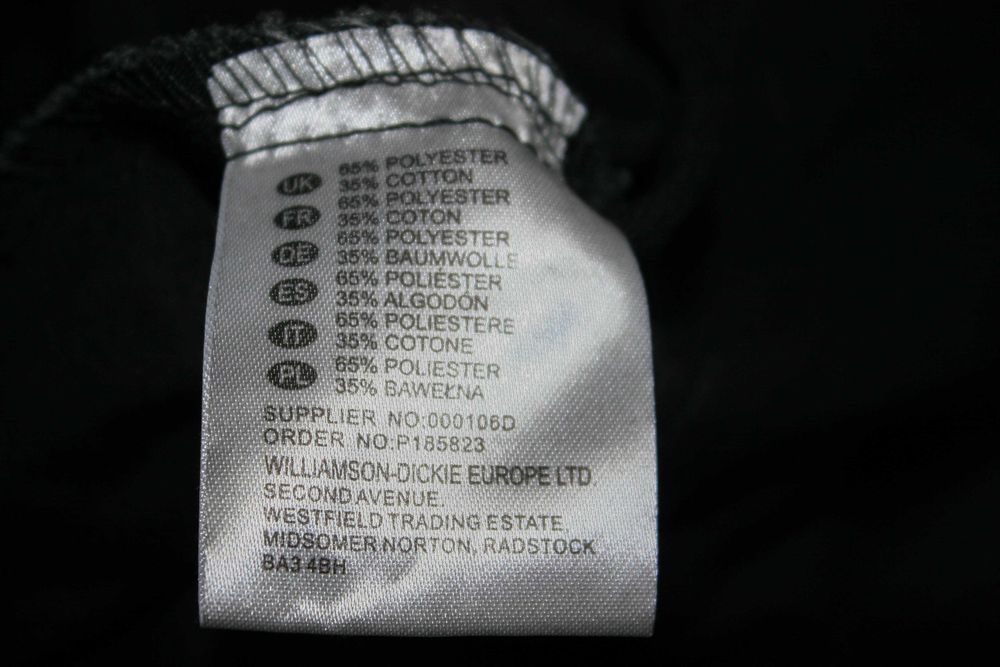 UK 65% POLYESTER
35% COTTON
FR 65% POLYESTER
35% COTON
DE 65% POLYESTER
35% BAUMWOLLE
ES 65% POLIÉSTER
35% ALGODÓN
IT 65% POLIESTERE
35% COTONE
PL 65% POLIESTER
35% BAWEŁNA
SUPPLIER NO:000106D
ORDER NO:P185823
WILLIAMSON-DICKIE EUROPE LTD
SECOND AVENUE.
WESTFIELD TRADING ESTATE.
MIDSOMER NORTON, RADSTOCK
BA3 4BH